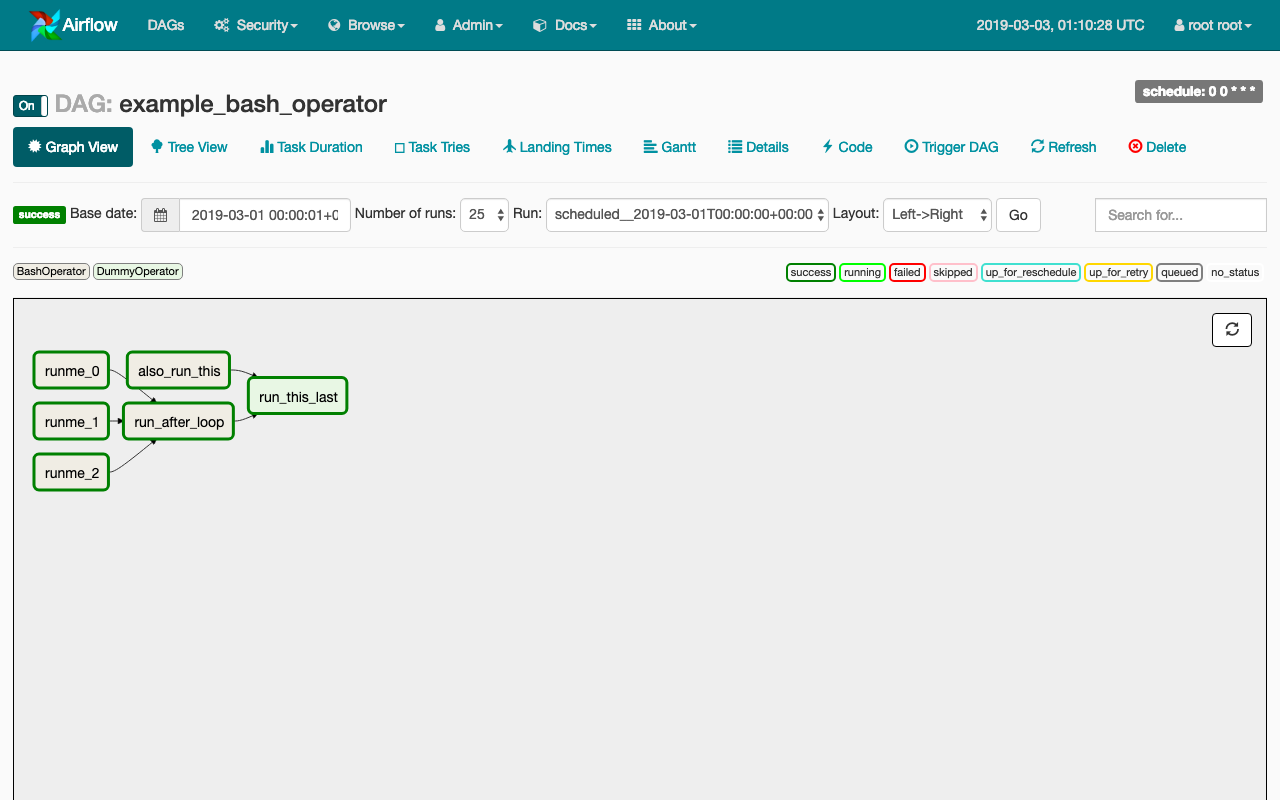 Airflow DAGs Security Browse Admin Docs About 2019-03-03, 01:10:28 UTC root root
On DAG: example_bash_operator schedule: 0 0 * * *
Graph View Tree View Task Duration Task Tries Landing Times Gantt Details Code Trigger DAG Refresh Delete
success Base date: 2019-03-01 00:00:01+0 Number of runs: 25 Run: scheduled__2019-03-01T00:00:00+00:00 Layout: Left->Right Go Search for...
BashOperator DummyOperator success running failed skipped up_for_reschedule up_for_retry queued no_status
runme_0 also_run_this
run_this_last
runme_1 run_after_loop
runme_2